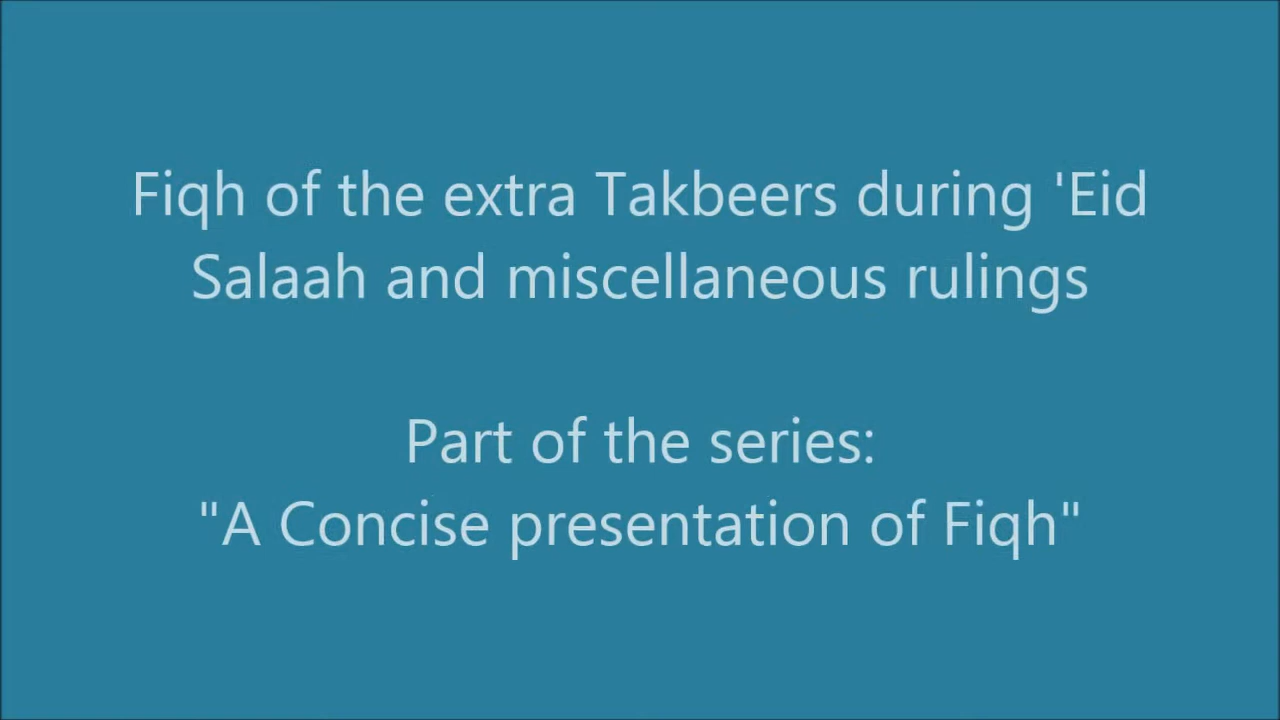 Fiqh of the extra Takbeers during 'Eid
Salaah and miscellaneous rulings
Part of the series:
"A Concise presentation of Fiqh"